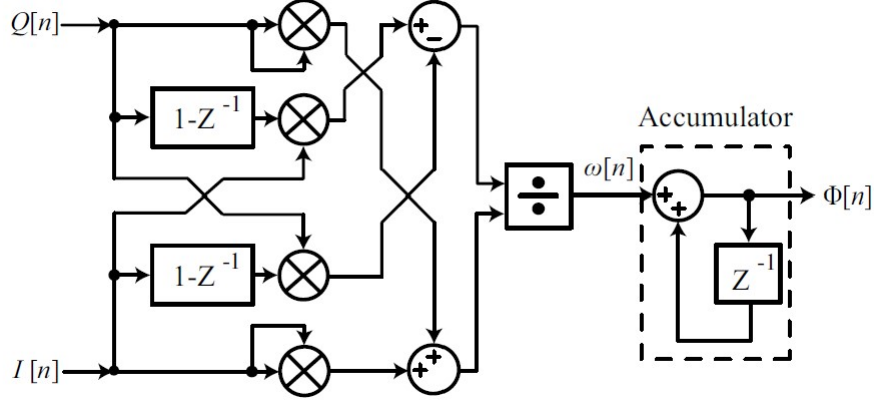 Q[n]
1-Z⁻¹
1-Z⁻¹
I[n]
+
−
+
+
÷
ω[n]
Accumulator
+
+
Z⁻¹
Φ[n]